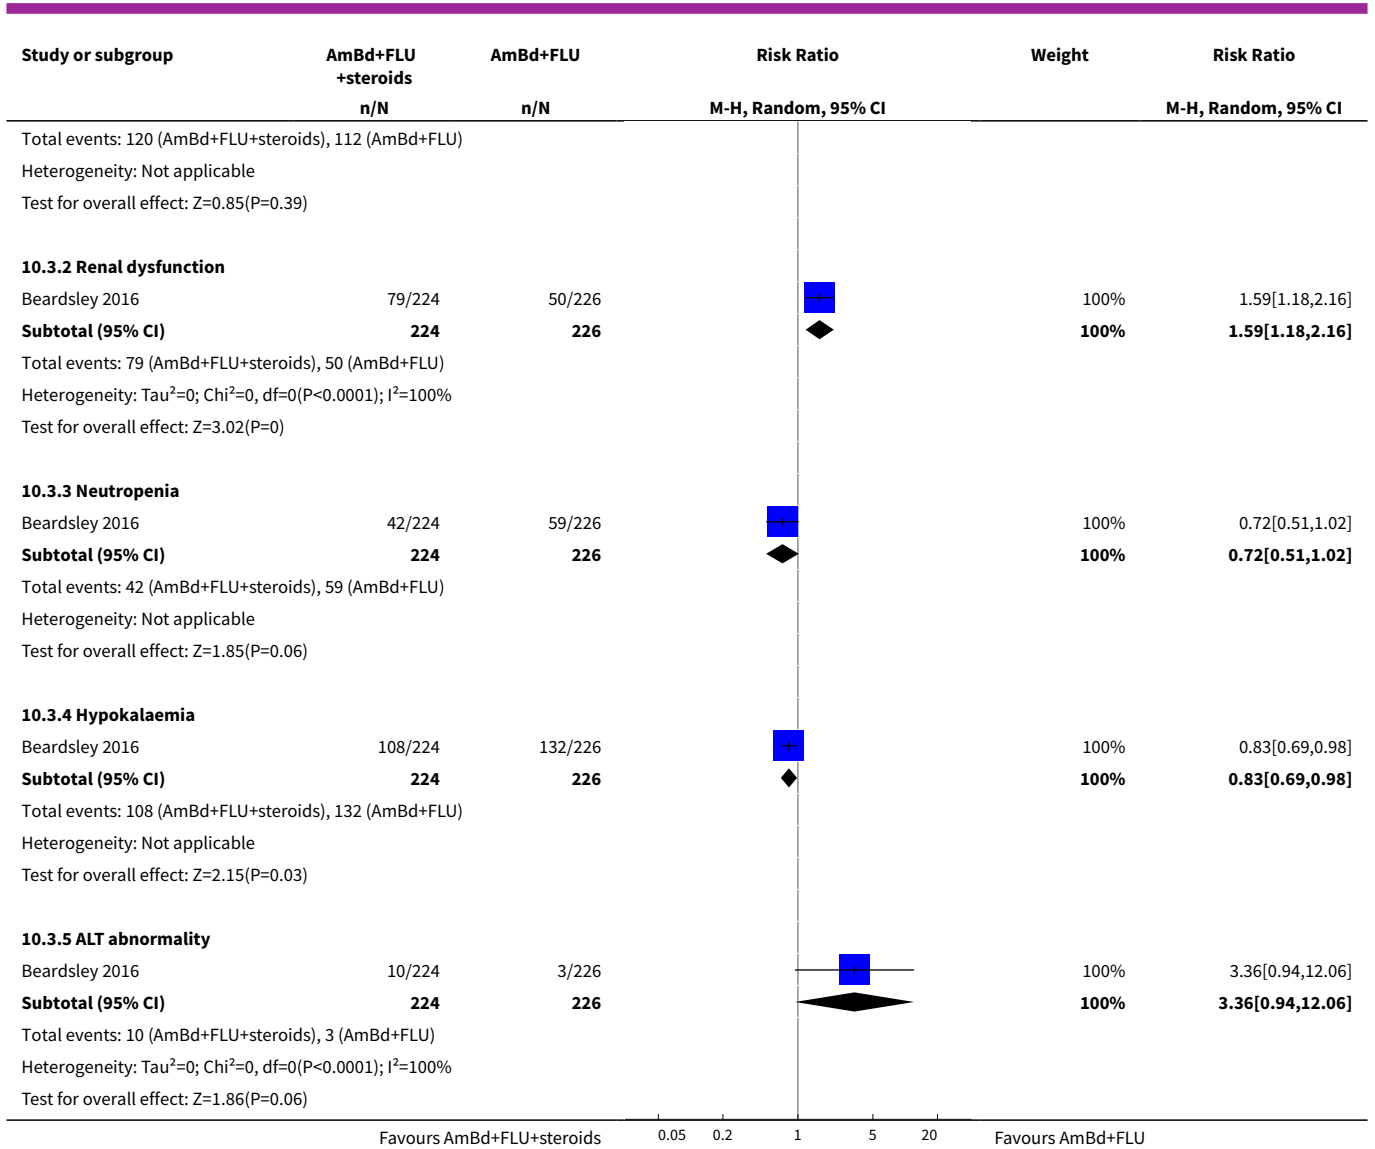 Study or subgroup AmBd+FLU +steroids AmBd+FLU Risk Ratio Weight Risk Ratio
n/N n/N M-H, Random, 95% CI M-H, Random, 95% CI
Total events: 120 (AmBd+FLU+steroids), 112 (AmBd+FLU)
Heterogeneity: Not applicable
Test for overall effect: Z=0.85(P=0.39)
10.3.2 Renal dysfunction
Beardsley 2016 79/224 50/226 100% 1.59[1.18,2.16]
Subtotal (95% CI) 224 226 100% 1.59[1.18,2.16]
Total events: 79 (AmBd+FLU+steroids), 50 (AmBd+FLU)
Heterogeneity: Tau²=0; Chi²=0, df=0(P<0.0001); I²=100%
Test for overall effect: Z=3.02(P=0)
10.3.3 Neutropenia
Beardsley 2016 42/224 59/226 100% 0.72[0.51,1.02]
Subtotal (95% CI) 224 226 100% 0.72[0.51,1.02]
Total events: 42 (AmBd+FLU+steroids), 59 (AmBd+FLU)
Heterogeneity: Not applicable
Test for overall effect: Z=1.85(P=0.06)
10.3.4 Hypokalaemia
Beardsley 2016 108/224 132/226 100% 0.83[0.69,0.98]
Subtotal (95% CI) 224 226 100% 0.83[0.69,0.98]
Total events: 108 (AmBd+FLU+steroids), 132 (AmBd+FLU)
Heterogeneity: Not applicable
Test for overall effect: Z=2.15(P=0.03)
10.3.5 ALT abnormality
Beardsley 2016 10/224 3/226 100% 3.36[0.94,12.06]
Subtotal (95% CI) 224 226 100% 3.36[0.94,12.06]
Total events: 10 (AmBd+FLU+steroids), 3 (AmBd+FLU)
Heterogeneity: Tau²=0; Chi²=0, df=0(P<0.0001); I²=100%
Test for overall effect: Z=1.86(P=0.06)
Favours AmBd+FLU+steroids 0.05 0.2 1 5 20 Favours AmBd+FLU